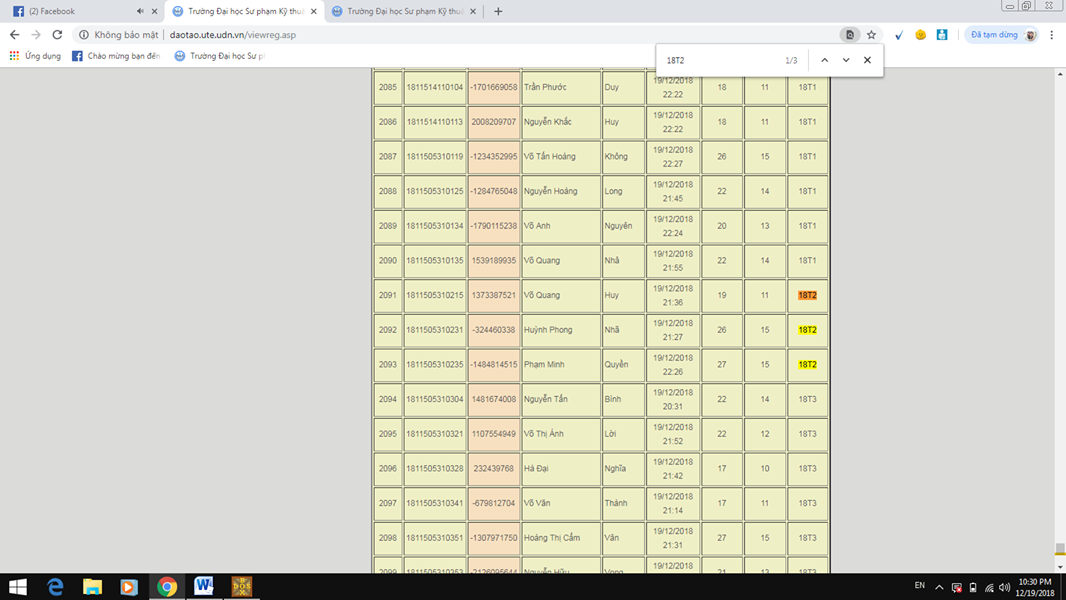 (2) Facebook
Trường Đại học Sư phạm Kỹ thuậ
Trường Đại học Sư phạm Kỹ thuậ
Không bảo mật | daotao.ute.udn.vn/viewreg.asp
Đã tạm dừng
Ứng dụng Chào mừng bạn đến Trường Đại học Sư p
18T2 1/3
2085 1811514110104 -1701669058 Trần Phước Duy 19/12/2018 22:22 18 11 18T1
2086 1811514110113 2008209707 Nguyễn Khắc Huy 19/12/2018 22:22 18 11 18T1
2087 1811505310119 -1234352995 Võ Tấn Hoàng Không 19/12/2018 22:27 26 15 18T1
2088 1811505310125 -1284765048 Nguyễn Hoàng Long 19/12/2018 21:45 22 14 18T1
2089 1811505310134 -1790115238 Võ Anh Nguyên 19/12/2018 22:24 20 13 18T1
2090 1811505310135 1539189935 Võ Quang Nhã 19/12/2018 21:55 22 14 18T1
2091 1811505310215 1373387521 Võ Quang Huy 19/12/2018 21:36 19 11 18T2
2092 1811505310231 -324460338 Huỳnh Phong Nhã 19/12/2018 21:27 26 15 18T2
2093 1811505310235 -1484814515 Phạm Minh Quyền 19/12/2018 22:26 27 15 18T2
2094 1811505310304 1481674008 Nguyễn Tấn Bình 19/12/2018 20:31 22 14 18T3
2095 1811505310321 1107554949 Võ Thị Ánh Lời 19/12/2018 21:52 22 12 18T3
2096 1811505310328 232439768 Hà Đại Nghĩa 19/12/2018 21:42 17 10 18T3
2097 1811505310341 -679812704 Võ Văn Thành 19/12/2018 21:14 17 11 18T3
2098 1811505310351 -1307971750 Hoàng Thị Cẩm Vân 19/12/2018 21:31 27 15 18T3
2099 1811505310353 -2126095644 Nguyễn Hữu Vọng 19/12/2018 21 13 18T3
EN 10:30 PM
12/19/2018